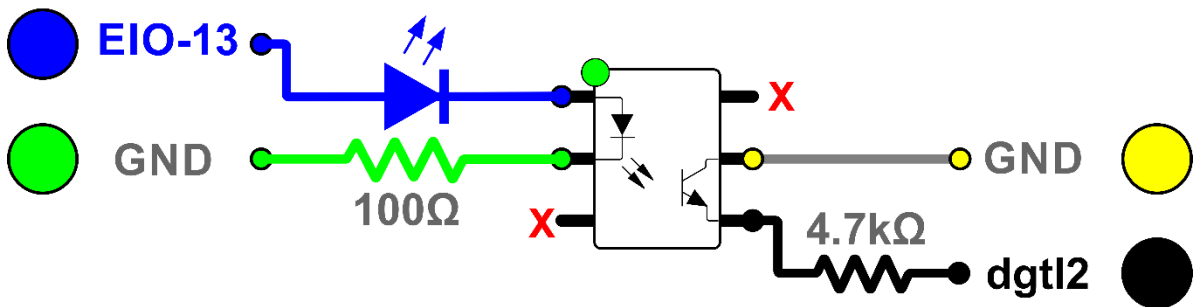 EIO-13
X
GND
GND
100Ω
X
4.7kΩ
dgtl2